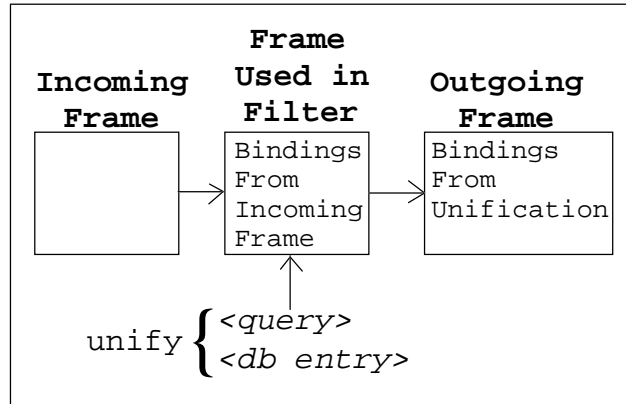 Incoming
Frame
Frame
Used in
Filter
Outgoing
Frame
Bindings
From
Incoming
Frame
Bindings
From
Unification
unify
<query>
<db entry>